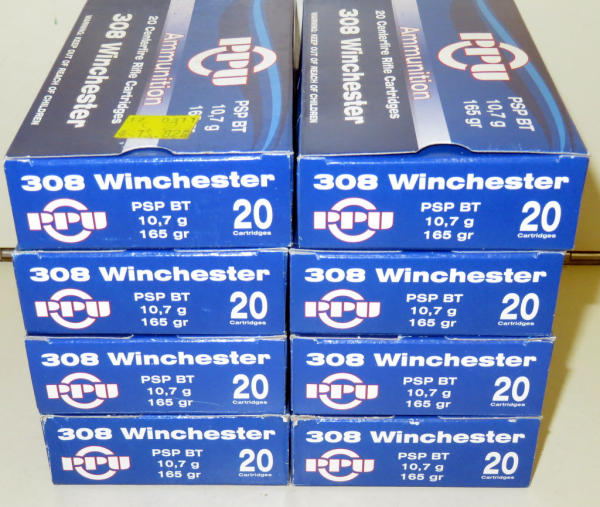 PPU
Ammunition
20 Centerfire Rifle Cartridges
308 Winchester
WARNING: KEEP OUT OF REACH OF CHILDREN
PSP BT
10,7 g
165 gr
PPU
Ammunition
20 Centerfire Rifle Cartridges
308 Winchester
WARNING: KEEP OUT OF REACH OF CHILDREN
PSP BT
10,7 g
165 gr
308 Winchester
PPU
PSP BT
10,7 g
165 gr
20
Cartridges
308 Winchester
PPU
PSP BT
10,7 g
165 gr
20
Cartridges
308 Winchester
PPU
PSP BT
10,7 g
165 gr
20
Cartridges
308 Winchester
PPU
PSP BT
10,7 g
165 gr
20
Cartridges
308 Winchester
PPU
PSP BT
10,7 g
165 gr
20
Cartridges
308 Winchester
PPU
PSP BT
10,7 g
165 gr
20
Cartridges
308 Winchester
PPU
PSP BT
10,7 g
165 gr
20
Cartridges
308 Winchester
PPU
PSP BT
10,7 g
165 gr
20
Cartridges